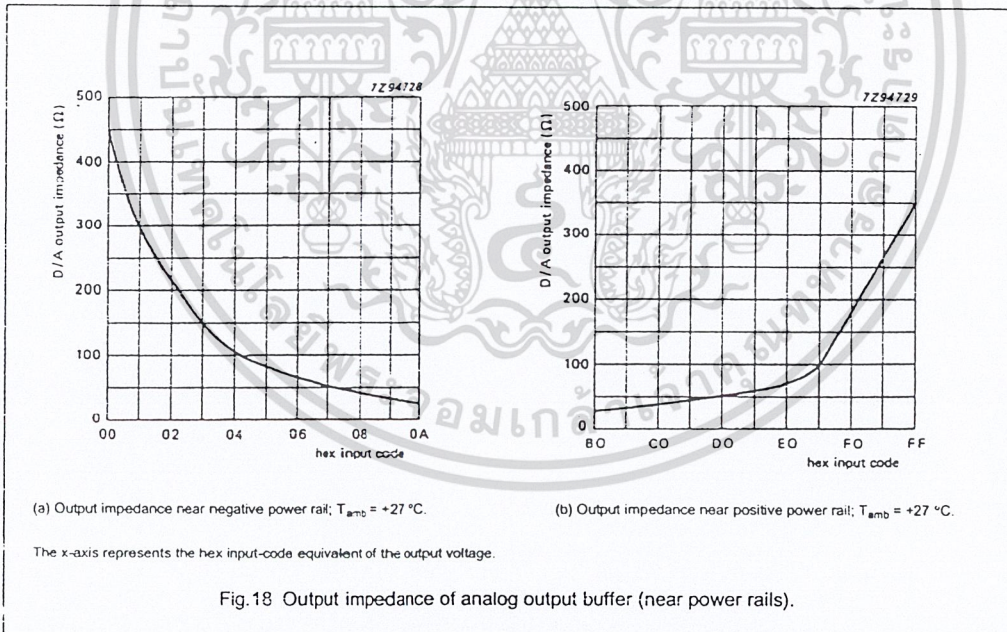 7Z94728
D/A output impedance (Ω)
500
400
300
200
100
0
00 02 04 06 08 0A
hex input code
7Z94729
D/A output impedance (Ω)
500
400
300
200
100
0
B0 C0 D0 E0 F0 FF
hex input code
(a) Output impedance near negative power rail; Tamb = +27 °C.
(b) Output impedance near positive power rail; Tamb = +27 °C.
The x-axis represents the hex input-code equivalent of the output voltage.
Fig.18 Output impedance of analog output buffer (near power rails).